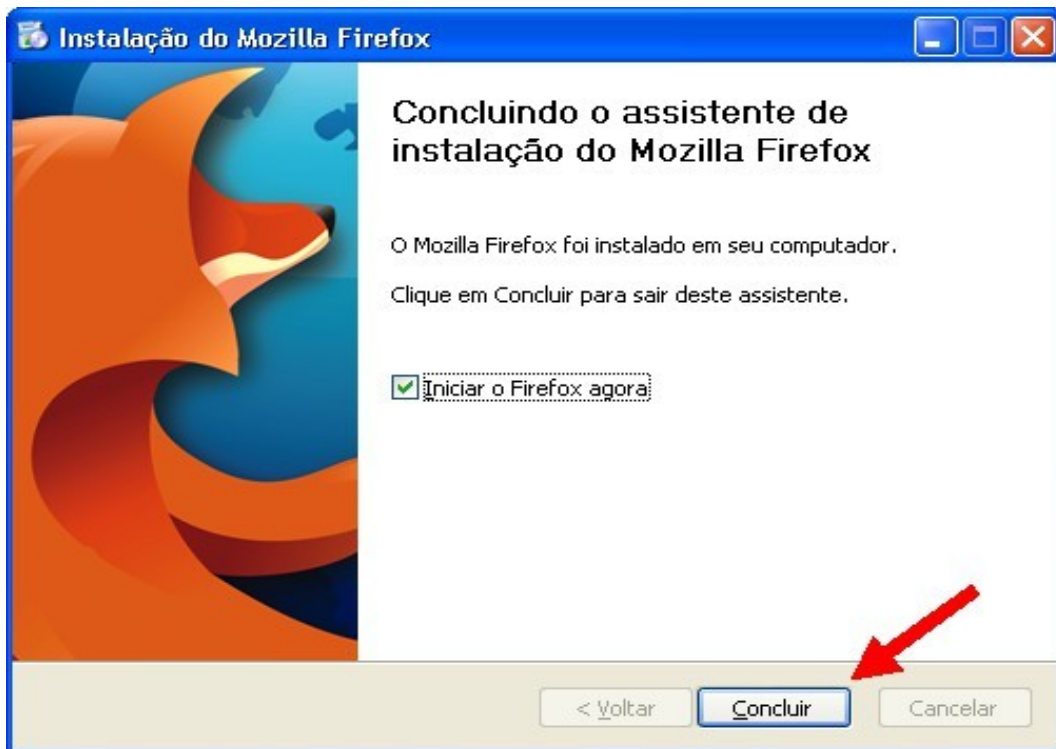 Instalação do Mozilla Firefox
Concluindo o assistente de
instalação do Mozilla Firefox
O Mozilla Firefox foi instalado em seu computador.
Clique em Concluir para sair deste assistente.
Iniciar o Firefox agora
< Voltar
Concluir
Cancelar